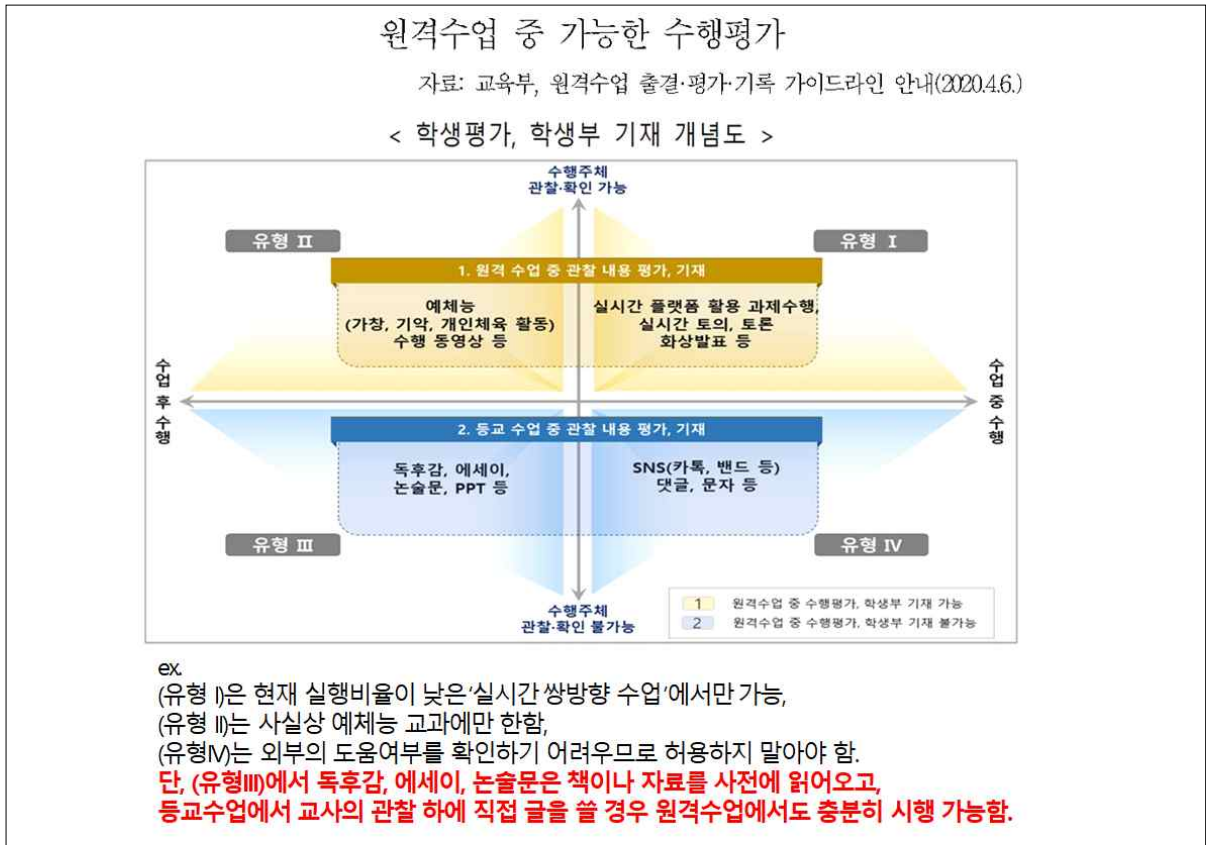 원격수업 중 가능한 수행평가
자료: 교육부, 원격수업 출결·평가·기록 가이드라인 안내(2020.4.6.)
< 학생평가, 학생부 기재 개념도 >
수행주체
관찰·확인 가능
유형 Ⅱ
유형 Ⅰ
1. 원격 수업 중 관찰 내용 평가, 기재
예체능
(가창, 기악, 개인체육 활동)
수행 동영상 등
실시간 플랫폼 활용 과제수행,
실시간 토의, 토론
화상발표 등
수업 후 수행
수업 중 수행
2. 등교 수업 중 관찰 내용 평가, 기재
독후감, 에세이,
논술문, PPT 등
SNS(카톡, 밴드 등)
댓글, 문자 등
유형 Ⅲ
유형 Ⅳ
수행주체
관찰·확인 불가능
1 원격수업 중 수행평가, 학생부 기재 가능
2 원격수업 중 수행평가, 학생부 기재 불가능
ex.
(유형 Ⅰ)은 현재 실행비율이 낮은 '실시간 쌍방향 수업'에서만 가능,
(유형 Ⅱ)는 사실상 예체능 교과에만 한함,
(유형Ⅳ)는 외부의 도움여부를 확인하기 어려우므로 허용하지 말아야 함.
단, (유형Ⅲ)에서 독후감, 에세이, 논술문은 책이나 자료를 사전에 읽어오고,
등교수업에서 교사의 관찰 하에 직접 글을 쓸 경우 원격수업에서도 충분히 시행 가능함.